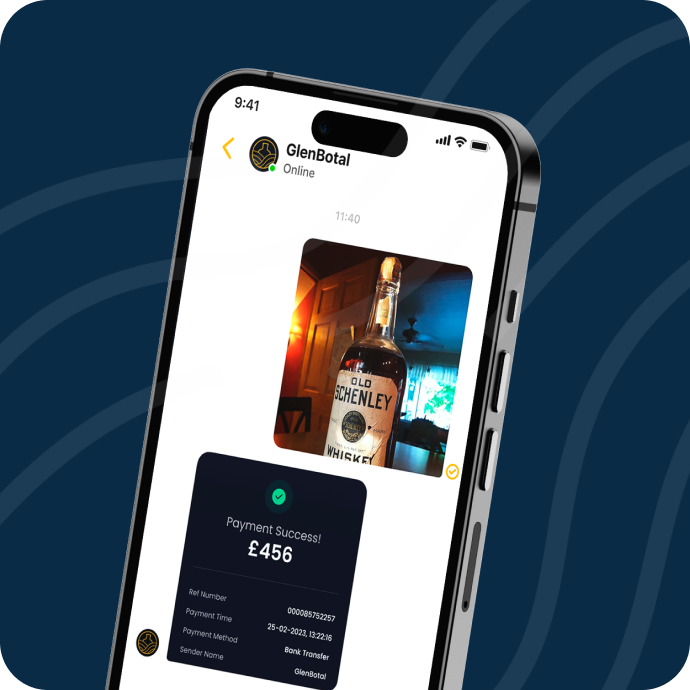 9:41
GlenBotal
Online
11:40
OLD
SCHENLEY
WHISKEY
Payment Success!
£456
Ref Number 000085752257
Payment Time 25-02-2023, 13:22:16
Payment Method Bank Transfer
Sender Name GlenBotal